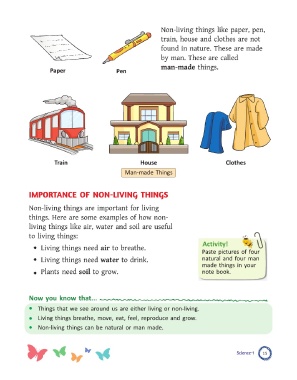 Non-living things like paper, pen,
train, house and clothes are not
found in nature. These are made
by man. These are called
man-made things.
Paper
Pen
Train
House
Clothes
Man-made Things
IMPORTANCE OF NON-LIVING THINGS
Non-living things are important for living
things. Here are some examples of how non-
living things like air, water and soil are useful
to living things:
• Living things need air to breathe.
• Living things need water to drink.
• Plants need soil to grow.
Activity!
Paste pictures of four
natural and four man
made things in your
note book.
Now you know that...
• Things that we see around us are either living or non-living.
• Living things breathe, move, eat, feel, reproduce and grow.
• Non-living things can be natural or man made.